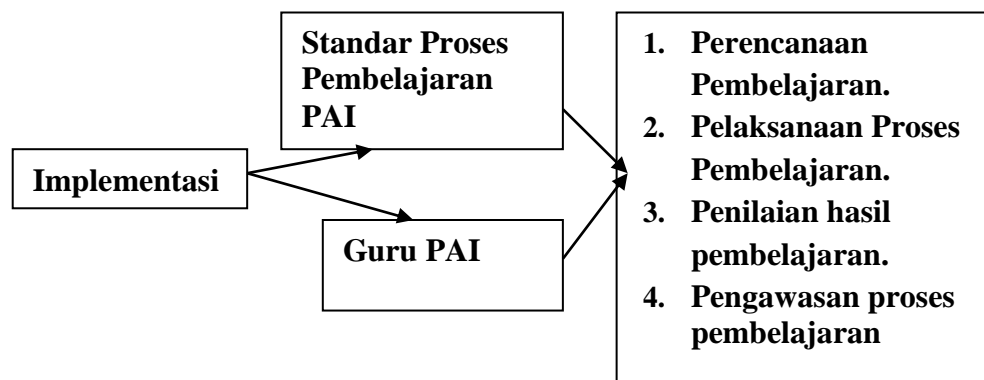 Implementasi
Standar Proses
Pembelajaran
PAI
Guru PAI
1. Perencanaan
Pembelajaran.
2. Pelaksanaan Proses
Pembelajaran.
3. Penilaian hasil
pembelajaran.
4. Pengawasan proses
pembelajaran